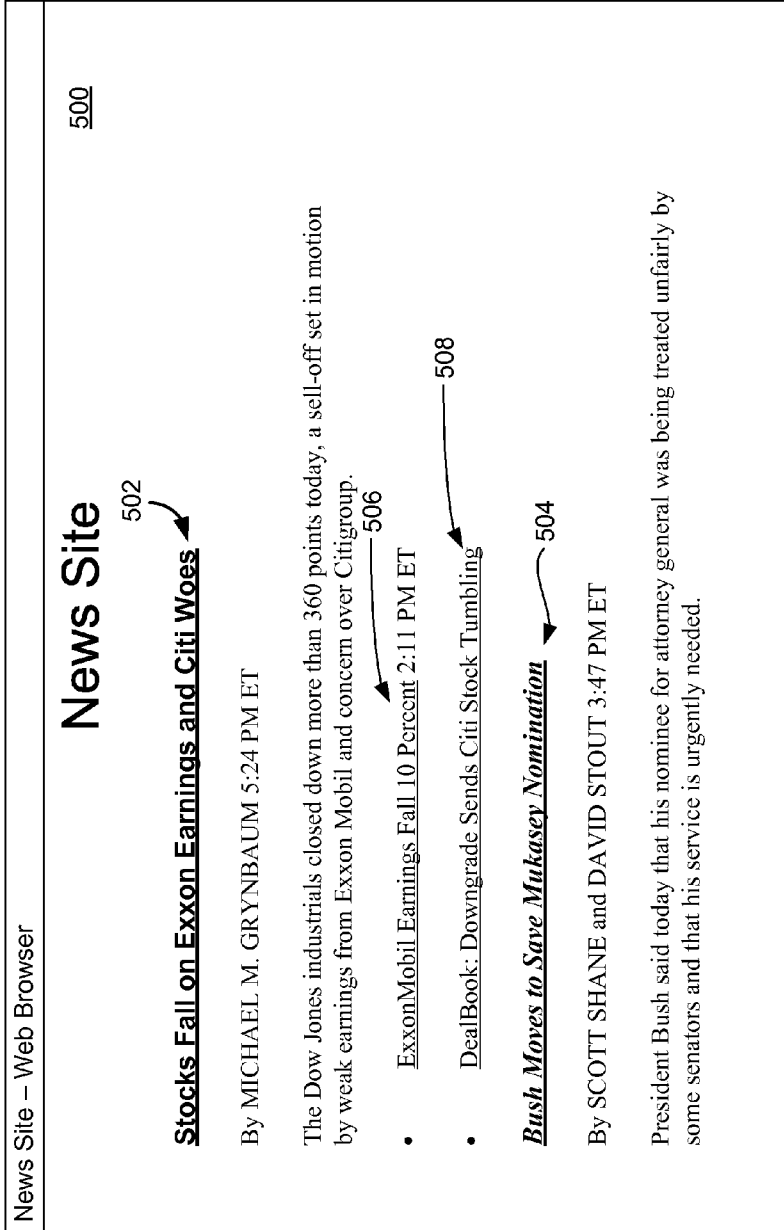 News Site – Web Browser
500
News Site
502
Stocks Fall on Exxon Earnings and Citi Woes
By MICHAEL M. GRYNBAUM 5:24 PM ET
The Dow Jones industrials closed down more than 360 points today, a sell-off set in motion
by weak earnings from Exxon Mobil and concern over Citigroup.
506
• ExxonMobil Earnings Fall 10 Percent 2:11 PM ET
508
• DealBook: Downgrade Sends Citi Stock Tumbling
504
Bush Moves to Save Mukasey Nomination
By SCOTT SHANE and DAVID STOUT 3:47 PM ET
President Bush said today that his nominee for attorney general was being treated unfairly by
some senators and that his service is urgently needed.